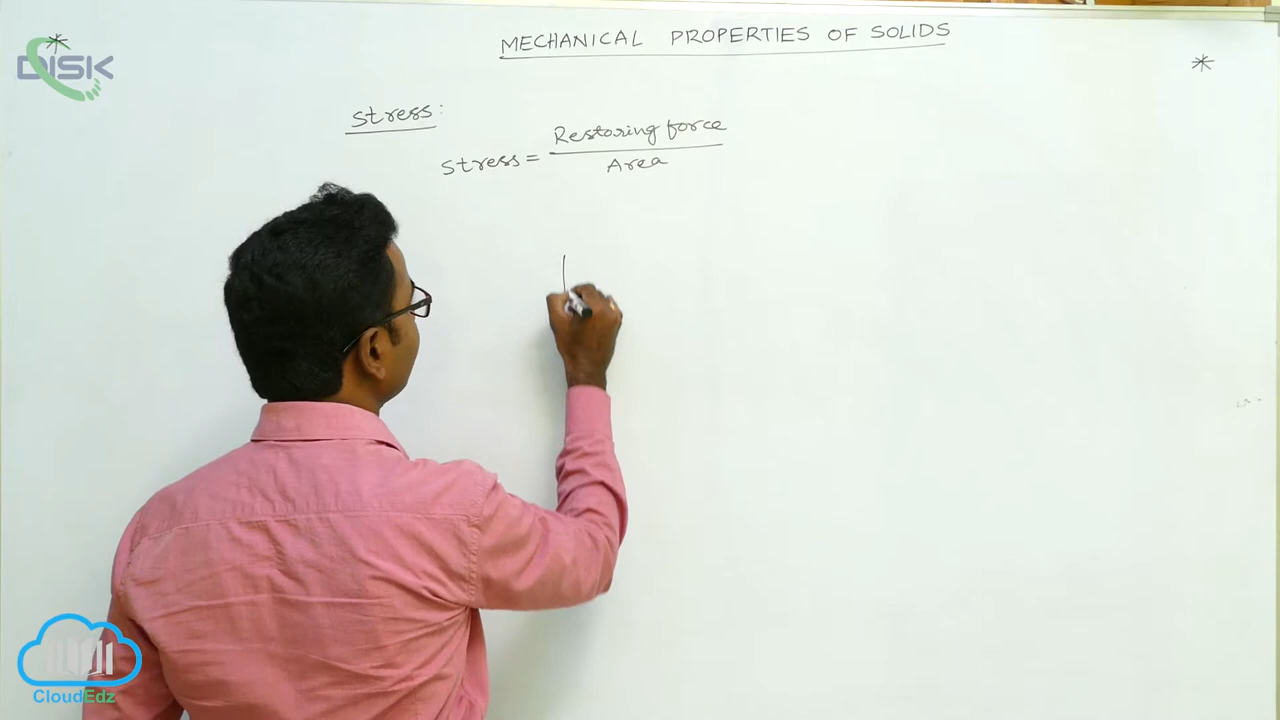 MECHANICAL PROPERTIES OF SOLIDS
DISK
Stress:
Stress = Restoring force / Area
CloudEdz